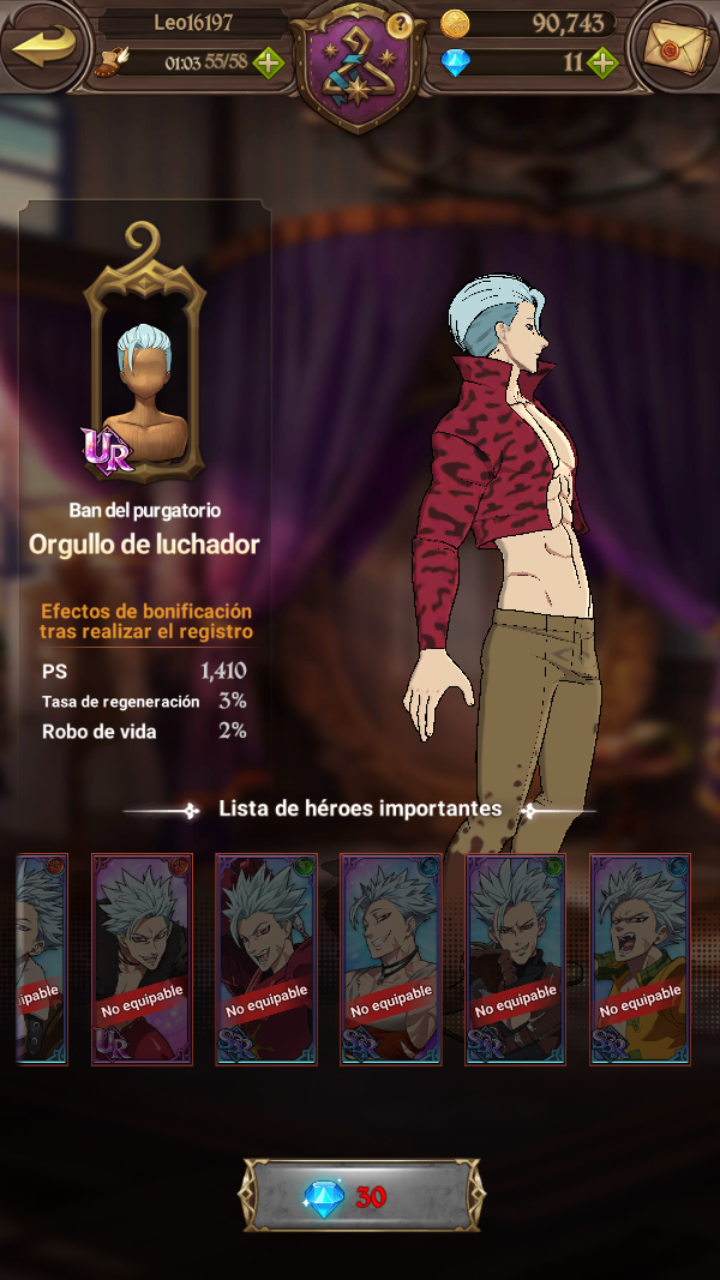 Leo16197
?
90,743
01:03 55/58
11
UR
Ban del purgatorio
Orgullo de luchador
Efectos de bonificación
tras realizar el registro
PS 1,410
Tasa de regeneración 3%
Robo de vida 2%
Lista de héroes importantes
ipable
No equipable
No equipable
No equipable
No equipable
No equipable
UR
SSR
SSR
SSR
SSR
30